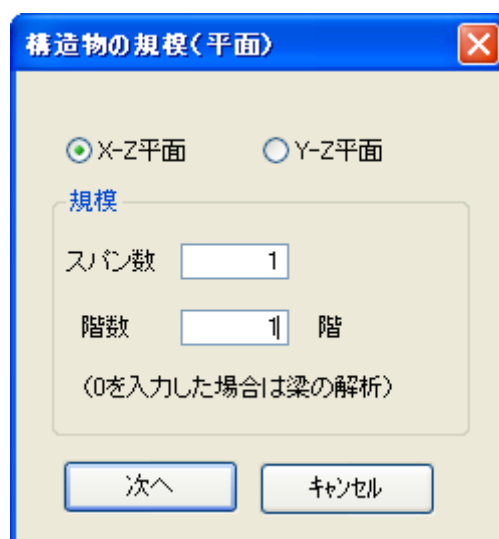 構造物の規模(平面)
X-Z平面 Y-Z平面
規模
スパン数 1
階数 1 階
(0を入力した場合は梁の解析)
次へ キャンセル